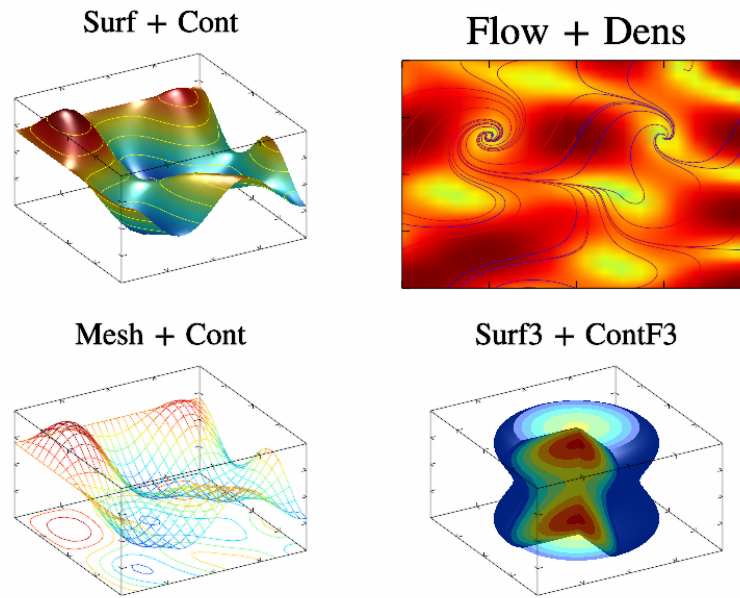 Surf + Cont
Flow + Dens
Mesh + Cont
Surf3 + ContF3